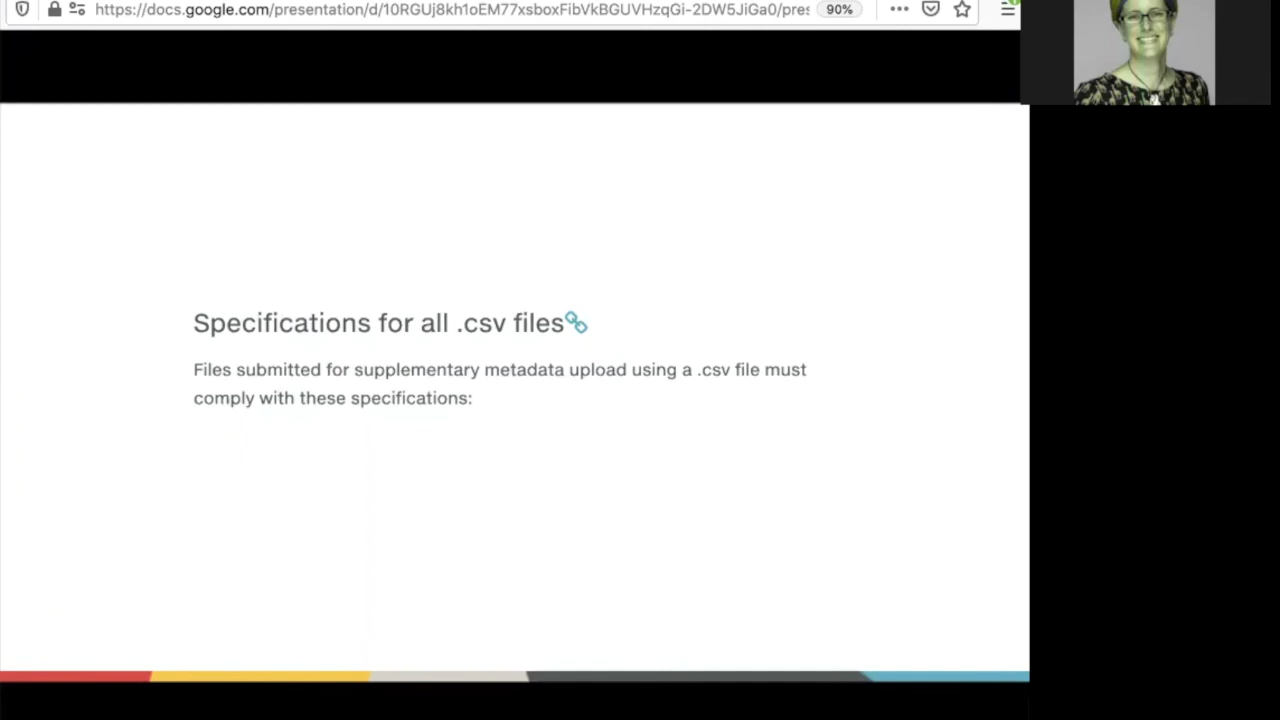 https://docs.google.com/presentation/d/10RGUj8kh1oEM77xsboxFibVkBGUVHzqGi-2DW5JiGa0/pres
90%
Specifications for all .csv files
Files submitted for supplementary metadata upload using a .csv file must
comply with these specifications: